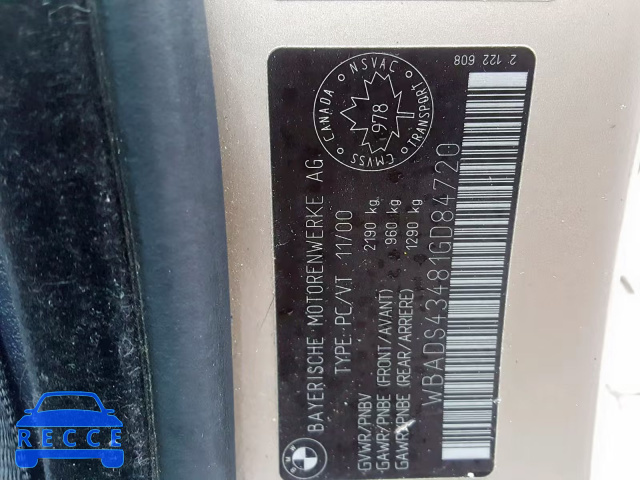 BMW
BAYERISCHE MOTORENWERKE AG.
TYPE: PC/VT 11/00
GVWR/PNBV 2190 kg
GAWR/PNBE (FRONT/AVANT) 960 kg
GAWR/PNBE (REAR/ARRIERE) 1290 kg
WBADS43481GD84720
CANADA NSVAC TRANSPORT CMVSS
978
2 122 608
RECCE